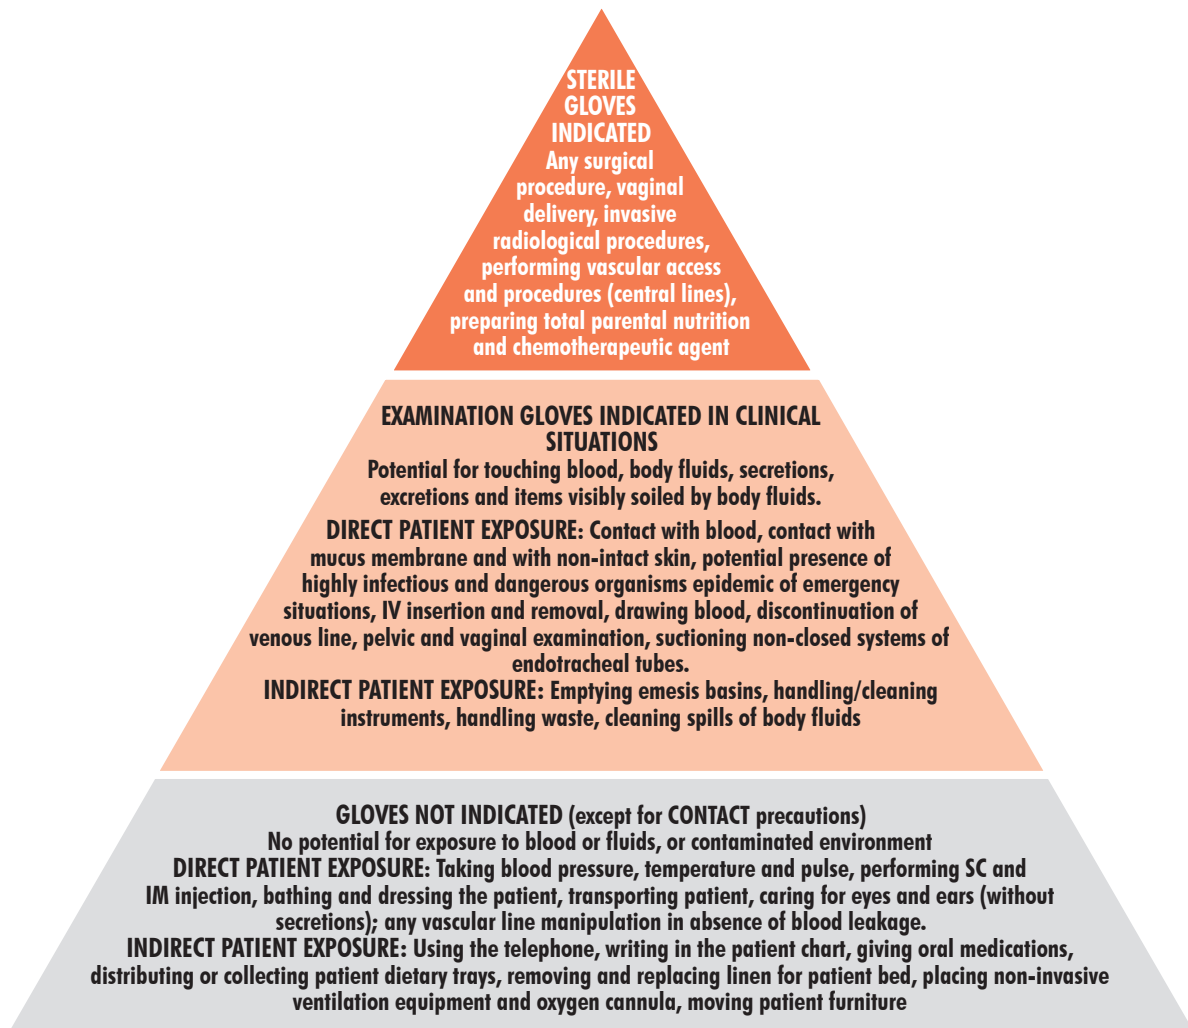 STERILE
GLOVES
INDICATED
Any surgical
procedure, vaginal
delivery, invasive
radiological procedures,
performing vascular access
and procedures (central lines),
preparing total parental nutrition
and chemotherapeutic agent
EXAMINATION GLOVES INDICATED IN CLINICAL
SITUATIONS
Potential for touching blood, body fluids, secretions,
excretions and items visibly soiled by body fluids.
DIRECT PATIENT EXPOSURE: Contact with blood, contact with
mucus membrane and with non-intact skin, potential presence of
highly infectious and dangerous organisms epidemic of emergency
situations, IV insertion and removal, drawing blood, discontinuation of
venous line, pelvic and vaginal examination, suctioning non-closed systems of
endotracheal tubes.
INDIRECT PATIENT EXPOSURE: Emptying emesis basins, handling/cleaning
instruments, handling waste, cleaning spills of body fluids
GLOVES NOT INDICATED (except for CONTACT precautions)
No potential for exposure to blood or fluids, or contaminated environment
DIRECT PATIENT EXPOSURE: Taking blood pressure, temperature and pulse, performing SC and
IM injection, bathing and dressing the patient, transporting patient, caring for eyes and ears (without
secretions); any vascular line manipulation in absence of blood leakage.
INDIRECT PATIENT EXPOSURE: Using the telephone, writing in the patient chart, giving oral medications,
distributing or collecting patient dietary trays, removing and replacing linen for patient bed, placing non-invasive
ventilation equipment and oxygen cannula, moving patient furniture